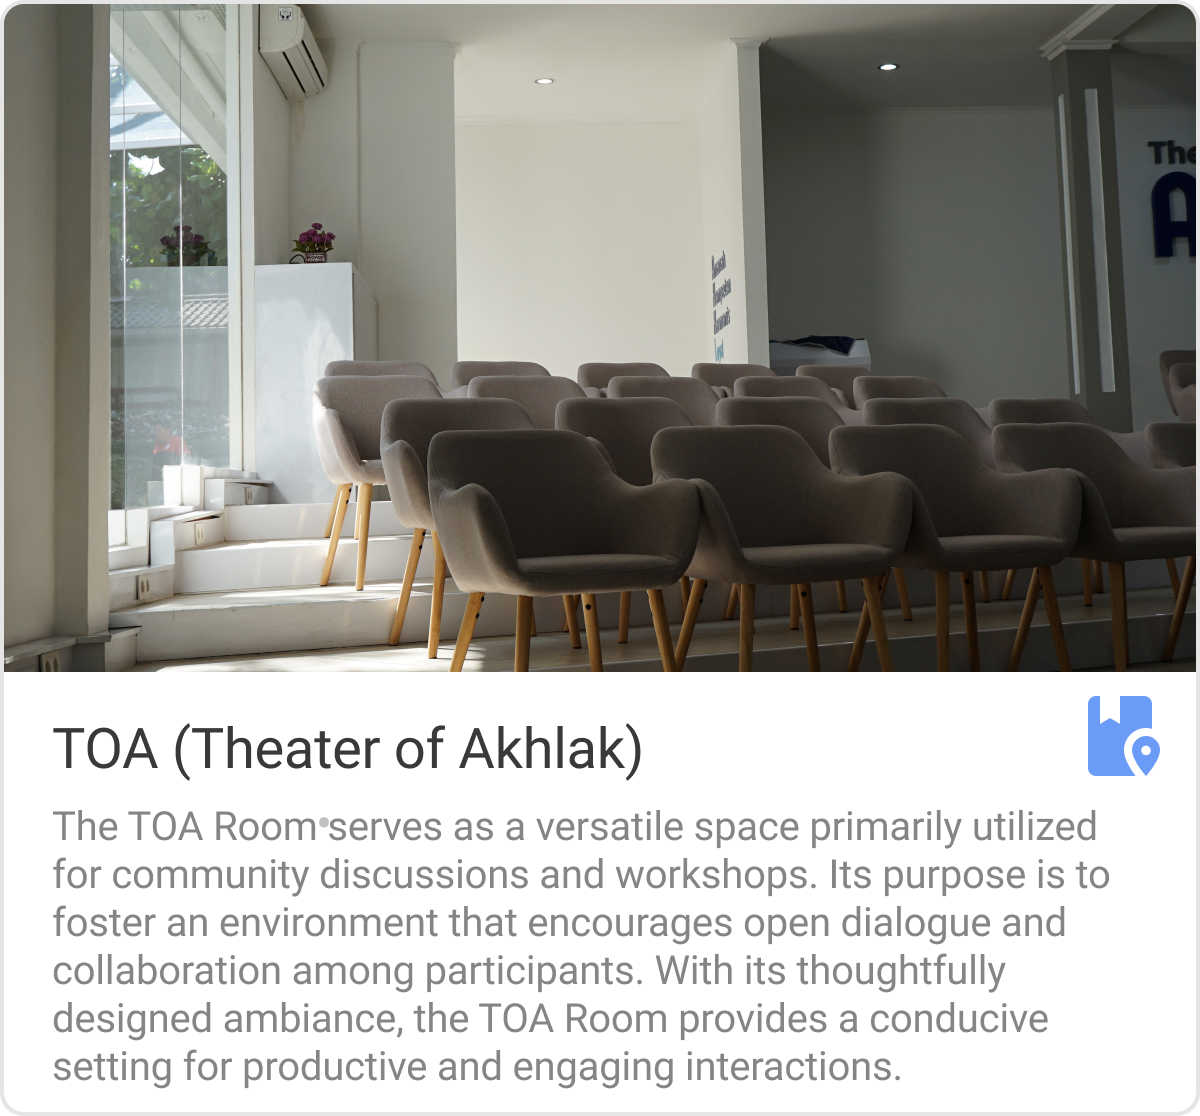 The
A
Loyal
TOA (Theater of Akhlak)
The TOA Room•serves as a versatile space primarily utilized
for community discussions and workshops. Its purpose is to
foster an environment that encourages open dialogue and
collaboration among participants. With its thoughtfully
designed ambiance, the TOA Room provides a conducive
setting for productive and engaging interactions.